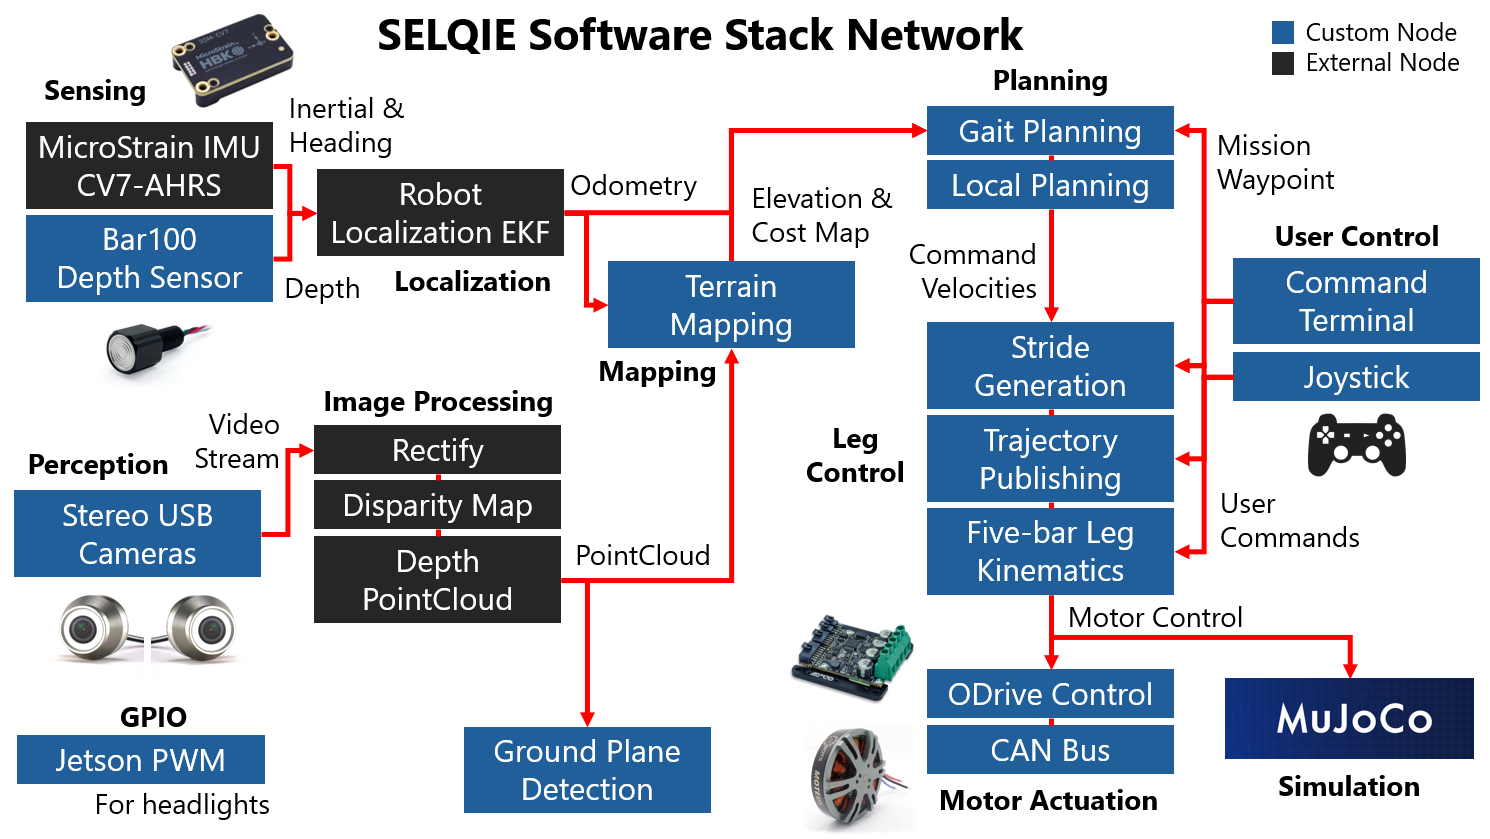 SELQIE Software Stack Network
Custom Node
External Node
Sensing
3DM-CV7
MicroStrain
HBK
MicroStrain IMU
CV7-AHRS
Inertial &
Heading
Bar100
Depth Sensor
Depth
Robot
Localization EKF
Localization
Odometry
Elevation &
Cost Map
Terrain
Mapping
Mapping
Planning
Gait Planning
Local Planning
Mission
Waypoint
Command
Velocities
User Control
Command
Terminal
Joystick
User
Commands
Leg
Control
Stride
Generation
Trajectory
Publishing
Five-bar Leg
Kinematics
Perception
Stereo USB
Cameras
Video
Stream
Image Processing
Rectify
Disparity Map
Depth
PointCloud
PointCloud
Ground Plane
Detection
GPIO
Jetson PWM
For headlights
Motor Control
ODrive Control
CAN Bus
Motor Actuation
MuJoCo
Simulation